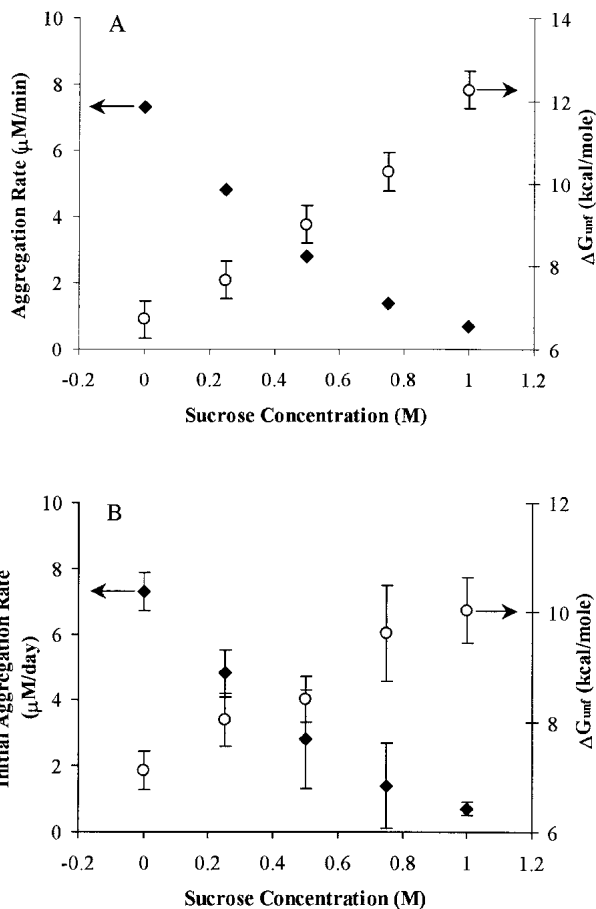 A
10
8
6
4
2
0
Aggregation Rate (μM/min)
14
12
10
8
6
ΔGunf (kcal/mole)
-0.2 0 0.2 0.4 0.6 0.8 1 1.2
Sucrose Concentration (M)
B
10
8
6
4
2
0
Initial Aggregation Rate
(μM/day)
12
10
8
6
ΔGunf (kcal/mole)
-0.2 0 0.2 0.4 0.6 0.8 1 1.2
Sucrose Concentration (M)